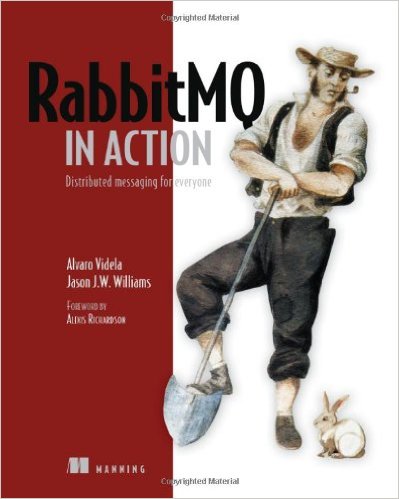 Copyrighted Material
RabbitMQ
IN ACTION
Distributed messaging for everyone
Alvaro Videla
Jason J.W. Williams
FOREWORD BY
ALEXIS RICHARDSON
MANNING
Copyrighted Material